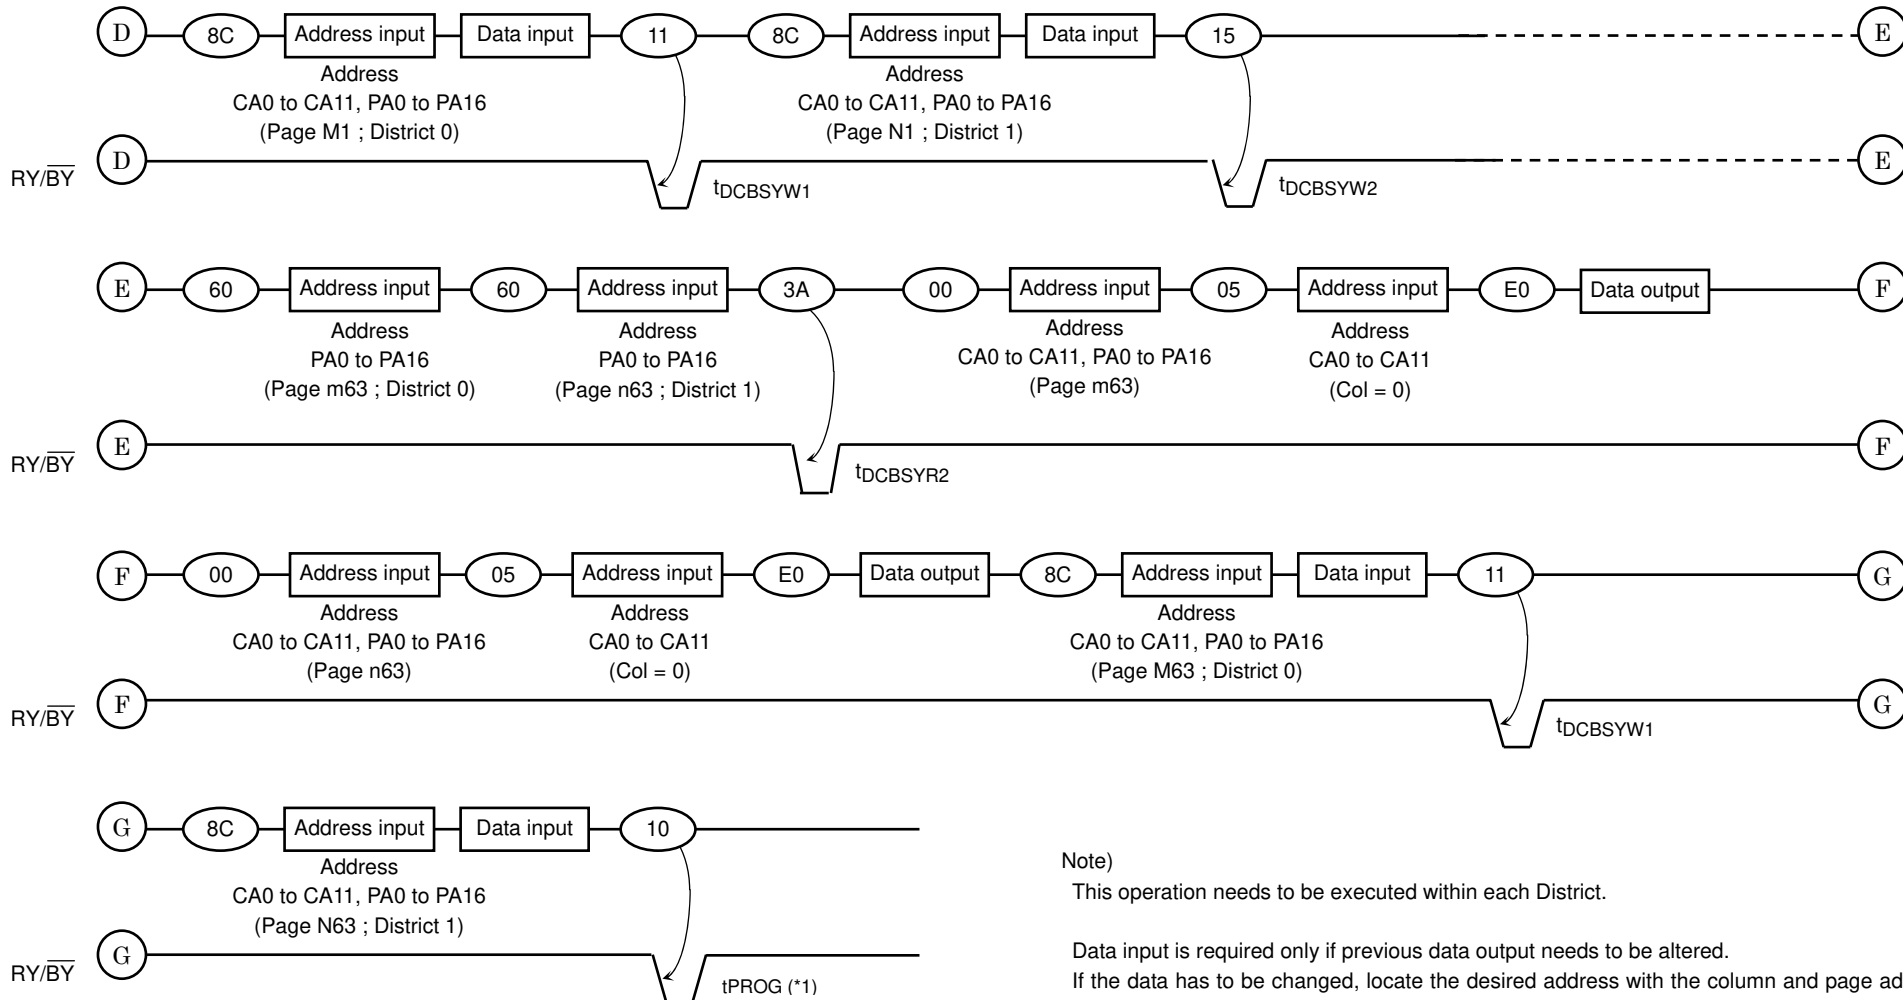 D 8C Address input Data input 11 8C Address input Data input 15 E
Address
CA0 to CA11, PA0 to PA16
(Page M1 ; District 0)
Address
CA0 to CA11, PA0 to PA16
(Page N1 ; District 1)
RY/BY D E
tDCBSYW1 tDCBSYW2
E 60 Address input 60 Address input 3A 00 Address input 05 Address input E0 Data output F
Address
PA0 to PA16
(Page m63 ; District 0)
Address
PA0 to PA16
(Page n63 ; District 1)
Address
CA0 to CA11, PA0 to PA16
(Page m63)
Address
CA0 to CA11
(Col = 0)
RY/BY E F
tDCBSYR2
F 00 Address input 05 Address input E0 Data output 8C Address input Data input 11 G
Address
CA0 to CA11, PA0 to PA16
(Page n63)
Address
CA0 to CA11
(Col = 0)
Address
CA0 to CA11, PA0 to PA16
(Page M63 ; District 0)
RY/BY F G
tDCBSYW1
G 8C Address input Data input 10
Address
CA0 to CA11, PA0 to PA16
(Page N63 ; District 1)
RY/BY G
tPROG (*1)
Note)
This operation needs to be executed within each District.
Data input is required only if previous data output needs to be altered.
If the data has to be changed, locate the desired address with the column and page ad